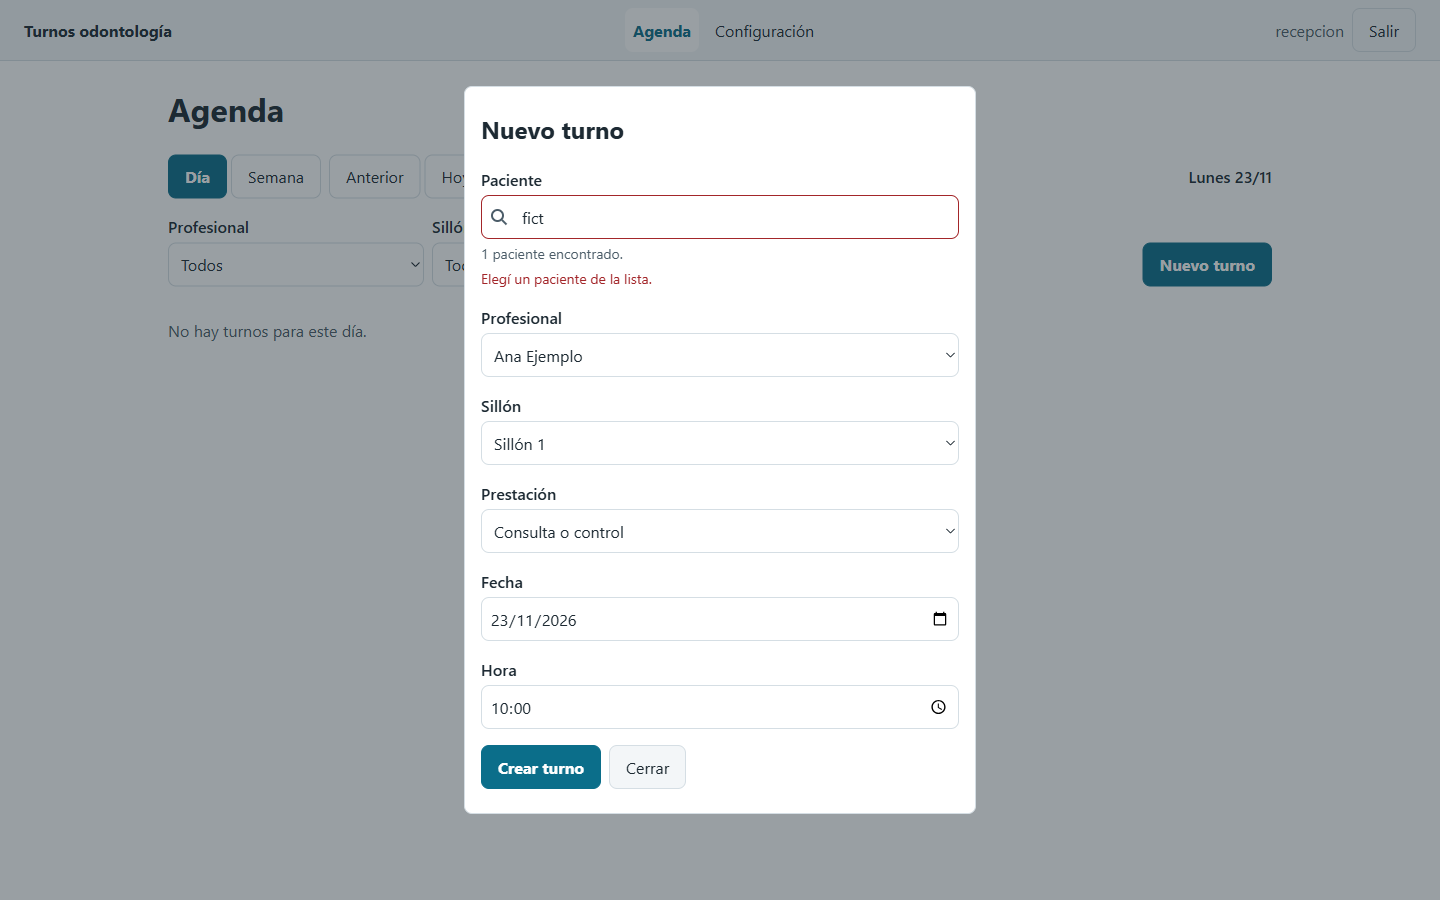 Turnos odontología
Agenda
Configuración
recepcion
Salir
Agenda
Día
Semana
Anterior
Lunes 23/11
Profesional
Todos
Nuevo turno
No hay turnos para este día.
Nuevo turno
Paciente
fict
1 paciente encontrado.
Elegí un paciente de la lista.
Profesional
Ana Ejemplo
Sillón
Sillón 1
Prestación
Consulta o control
Fecha
23/11/2026
Hora
10:00
Crear turno
Cerrar